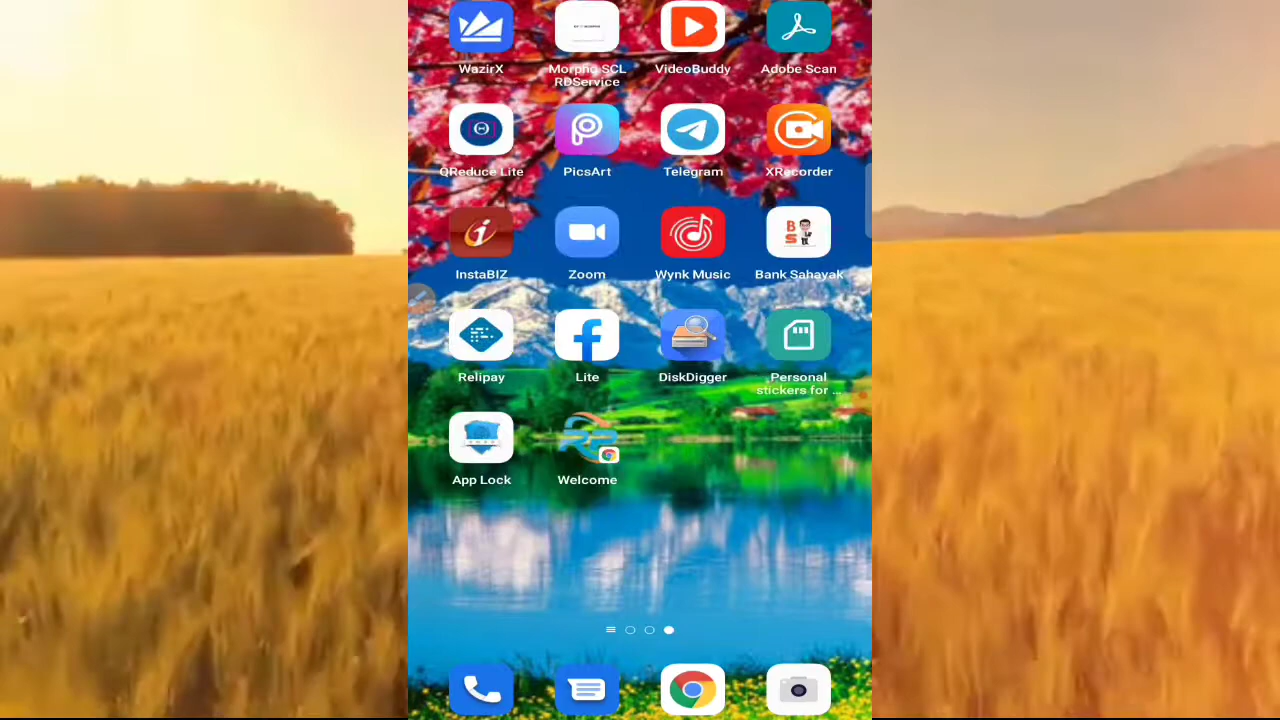 WazirX
Morpho SCL
RDService
VideoBuddy
Adobe Scan
QReduce Lite
PicsArt
Telegram
XRecorder
InstaBIZ
Zoom
Wynk Music
B
S
Bank Sahayak
Relipay
Lite
DiskDigger
Personal
stickers for ...
App Lock
Welcome